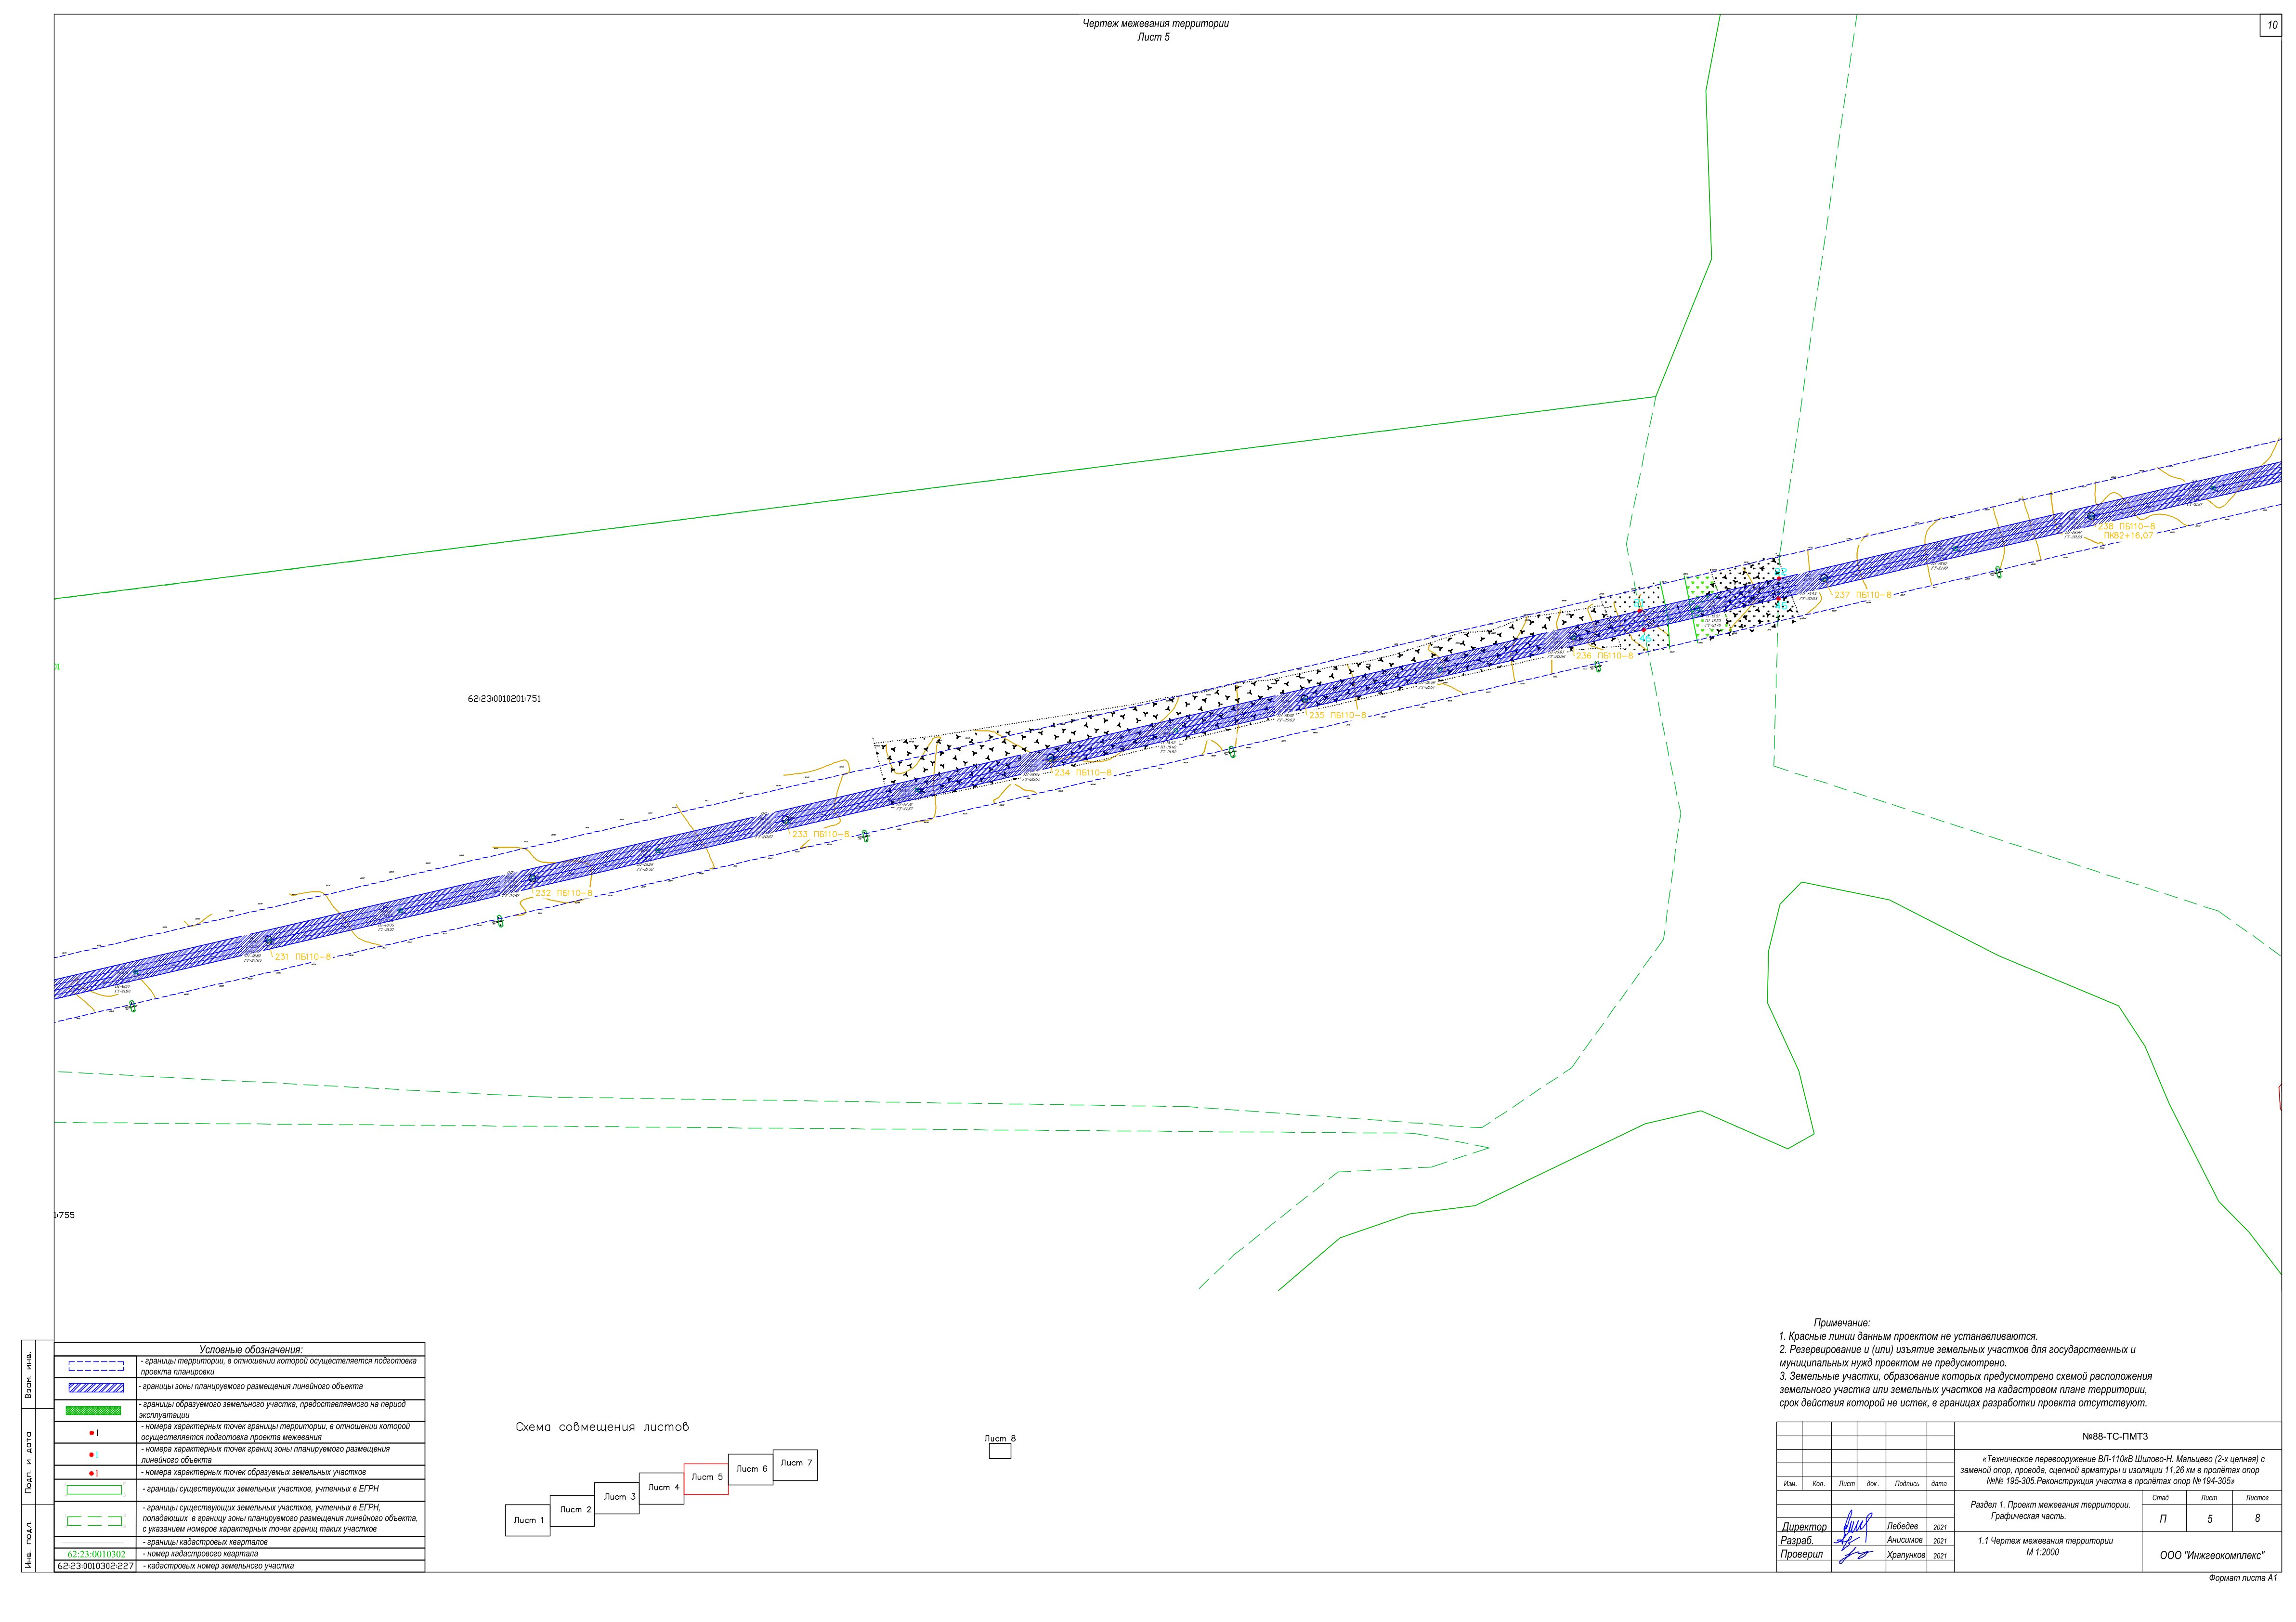 Чертеж межевания территории
Лист 5
10
01
62:23:0010201:751
1:755
231 ПБ110-8
232 ПБ110-8
233 ПБ110-8
234 ПБ110-8
235 ПБ110-8
236 ПБ110-8
237 ПБ110-8
238 ПБ110-8
ПК82+16,07
Взам. инв.
Подп. и дата
Инв. подл.
Условные обозначения:
- границы территории, в отношении которой осуществляется подготовка
проекта планировки
- границы зоны планируемого размещения линейного объекта
- границы образуемого земельного участка, предоставляемого на период
эксплуатации
1 - номера характерных точек границы территории, в отношении которой
осуществляется подготовка проекта межевания
1 - номера характерных точек границ зоны планируемого размещения
линейного объекта
1 - номера характерных точек образуемых земельных участков
- границы существующих земельных участков, учтенных в ЕГРН
- границы существующих земельных участков, учтенных в ЕГРН,
попадающих в границу зоны планируемого размещения линейного объекта,
с указанием номеров характерных точек границ таких участков
- границы кадастровых кварталов
62:23:0010302 - номер кадастрового квартала
62:23:0010302:227 - кадастровых номер земельного участка
Схема совмещения листов
Лист 1
Лист 2
Лист 3
Лист 4
Лист 5
Лист 6
Лист 7
Лист 8
Примечание:
1. Красные линии данным проектом не устанавливаются.
2. Резервирование и (или) изъятие земельных участков для государственных и
муниципальных нужд проектом не предусмотрено.
3. Земельные участки, образование которых предусмотрено схемой расположения
земельного участка или земельных участков на кадастровом плане территории,
срок действия которой не истек, в границах разработки проекта отсутствуют.
№88-ТС-ПМТ3
«Техническое перевооружение ВЛ-110кВ Шилово-Н. Мальцево (2-х цепная) с
заменой опор, провода, сцепной арматуры и изоляции 11,26 км в пролётах опор
№№ 195-305.Реконструкция участка в пролётах опор № 194-305»
Изм. Кол. Лист док. Подпись дата
Раздел 1. Проект межевания территории.
Графическая часть.
Стад Лист Листов
П 5 8
Директор Лебедев 2021
Разраб. Анисимов 2021
Проверил Храпунков 2021
1.1 Чертеж межевания территории
М 1:2000
ООО "Инжгеокомплекс"
Формат листа А1